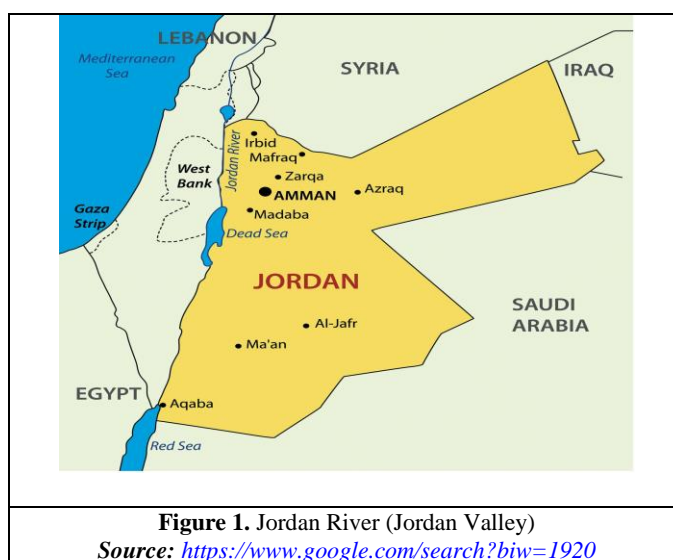 LEBANON
Mediterranean
Sea
SYRIA
IRAQ
Irbid
Mafraq
Jordan River
West
Bank
Zarqa
AMMAN
Azraq
Gaza
Strip
Madaba
Dead Sea
JORDAN
SAUDI
ARABIA
Al-Jafr
Ma'an
EGYPT
Aqaba
Red Sea
Figure 1. Jordan River (Jordan Valley)
Source: https://www.google.com/search?biw=1920